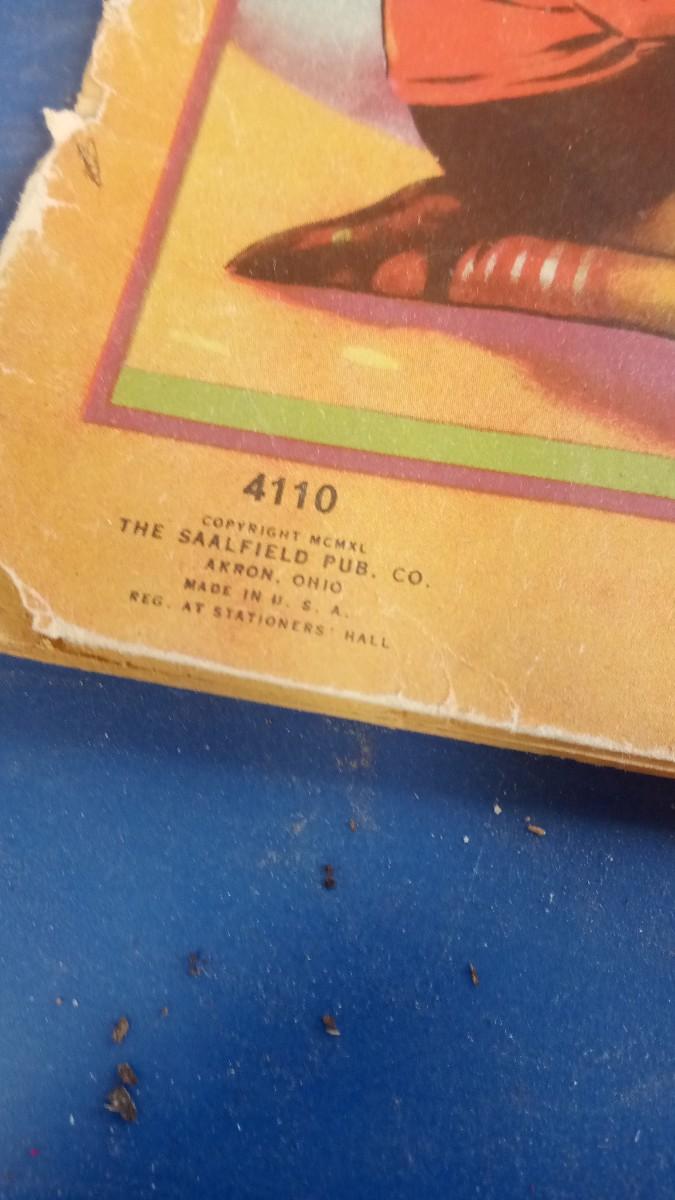 4110
COPYRIGHT MCMXL
THE SAALFIELD PUB. CO.
AKRON, OHIO
MADE IN U. S. A.
REG. AT STATIONERS' HALL